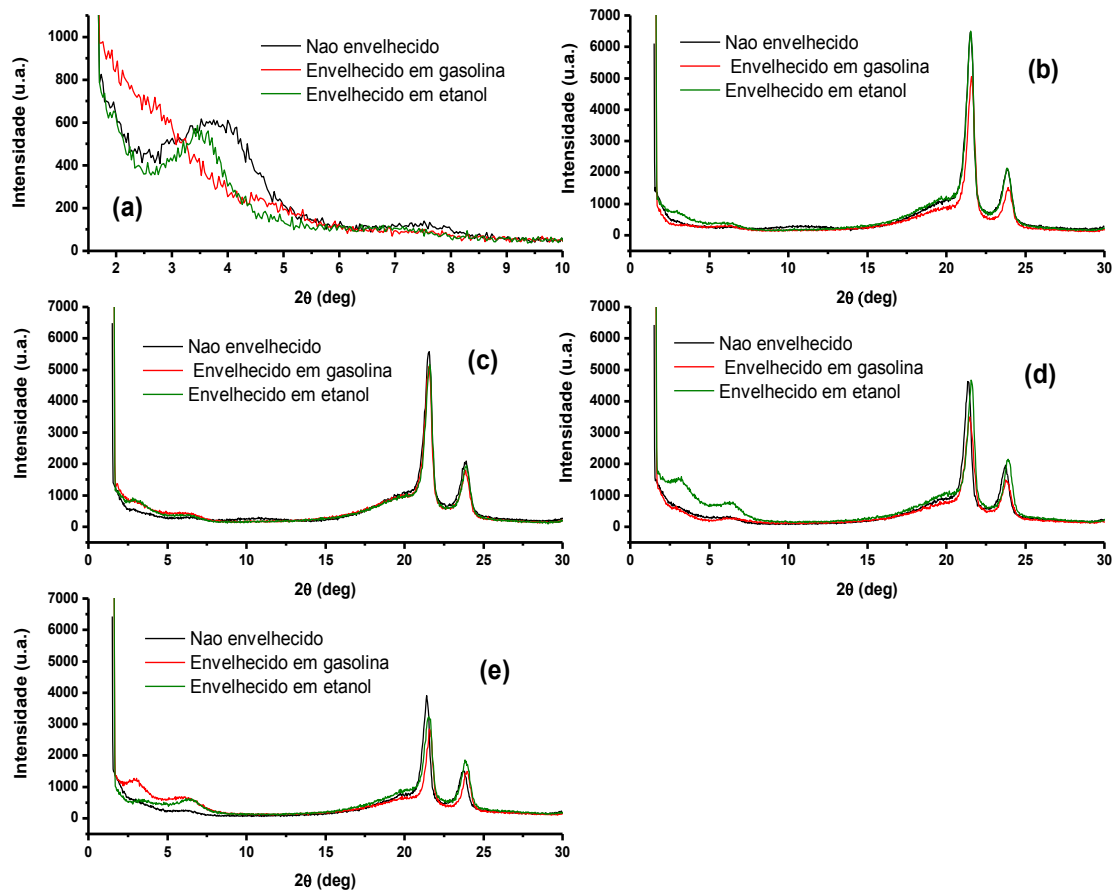 Intensidade (u.a.)
1000
800
600
400
200
0
Nao envelhecido
Envelhecido em gasolina
Envelhecido em etanol
(a)
2 3 4 5 6 7 8 9 10
2θ (deg)
Intensidade (u.a.)
7000
6000
5000
4000
3000
2000
1000
0
Nao envelhecido
Envelhecido em gasolina
Envelhecido em etanol
(b)
0 5 10 15 20 25 30
2θ (deg)
Intensidade (u.a.)
7000
6000
5000
4000
3000
2000
1000
0
Nao envelhecido
Envelhecido em gasolina
Envelhecido em etanol
(c)
0 5 10 15 20 25 30
2θ (deg)
Intensidade (u.a.)
7000
6000
5000
4000
3000
2000
1000
0
Nao envelhecido
Envelhecido em gasolina
Envelhecido em etanol
(d)
0 5 10 15 20 25 30
2θ (deg)
Intensidade (u.a.)
7000
6000
5000
4000
3000
2000
1000
0
Nao envelhecido
Envelhecido em gasolina
Envelhecido em etanol
(e)
0 5 10 15 20 25 30
2θ (deg)